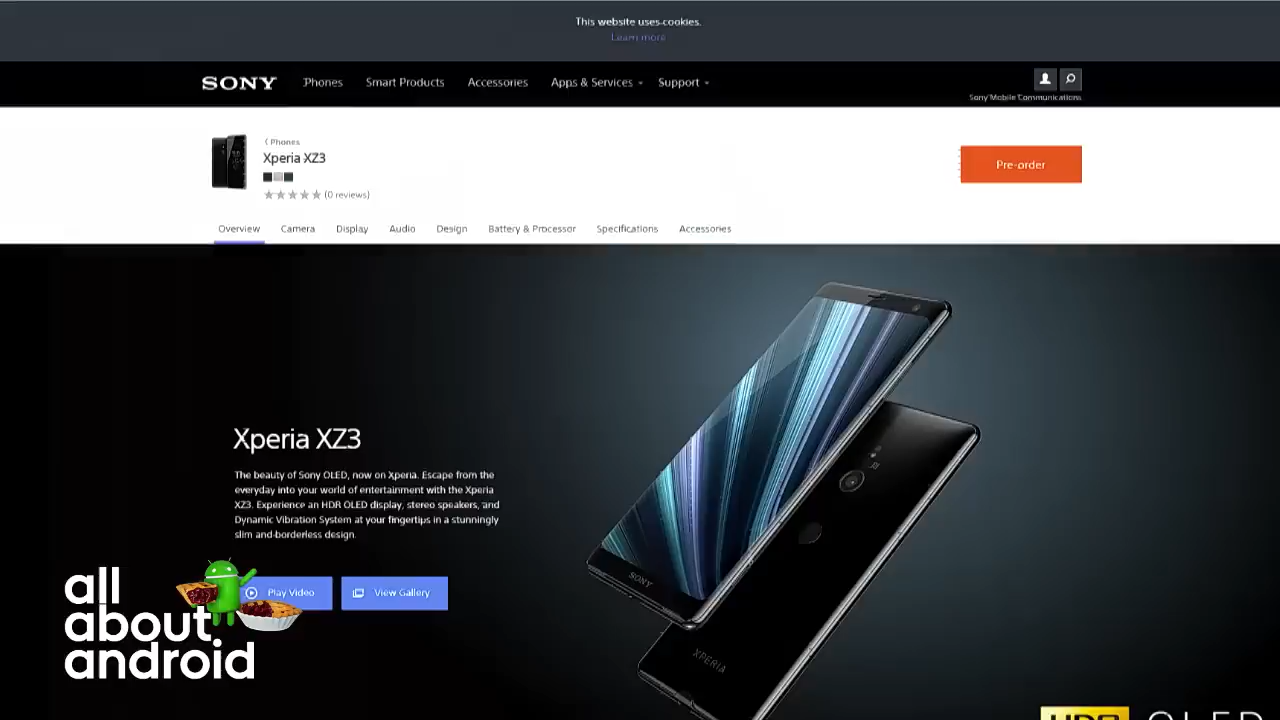 This website uses cookies.
Learn more
SONY
Phones
Smart Products
Accessories
Apps & Services
Support
Sony Mobile Communications
Phones
Xperia XZ3
(0 reviews)
Pre-order
Overview
Camera
Display
Audio
Design
Battery & Processor
Specifications
Accessories
Xperia XZ3
The beauty of Sony OLED, now on Xperia. Escape from the
everyday into your world of entertainment with the Xperia
XZ3. Experience an HDR OLED display, stereo speakers, and
Dynamic Vibration System at your fingertips in a stunningly
slim and borderless design.
Play Video
View Gallery
SONY
XPERIA
all
about
android
HDR OLED